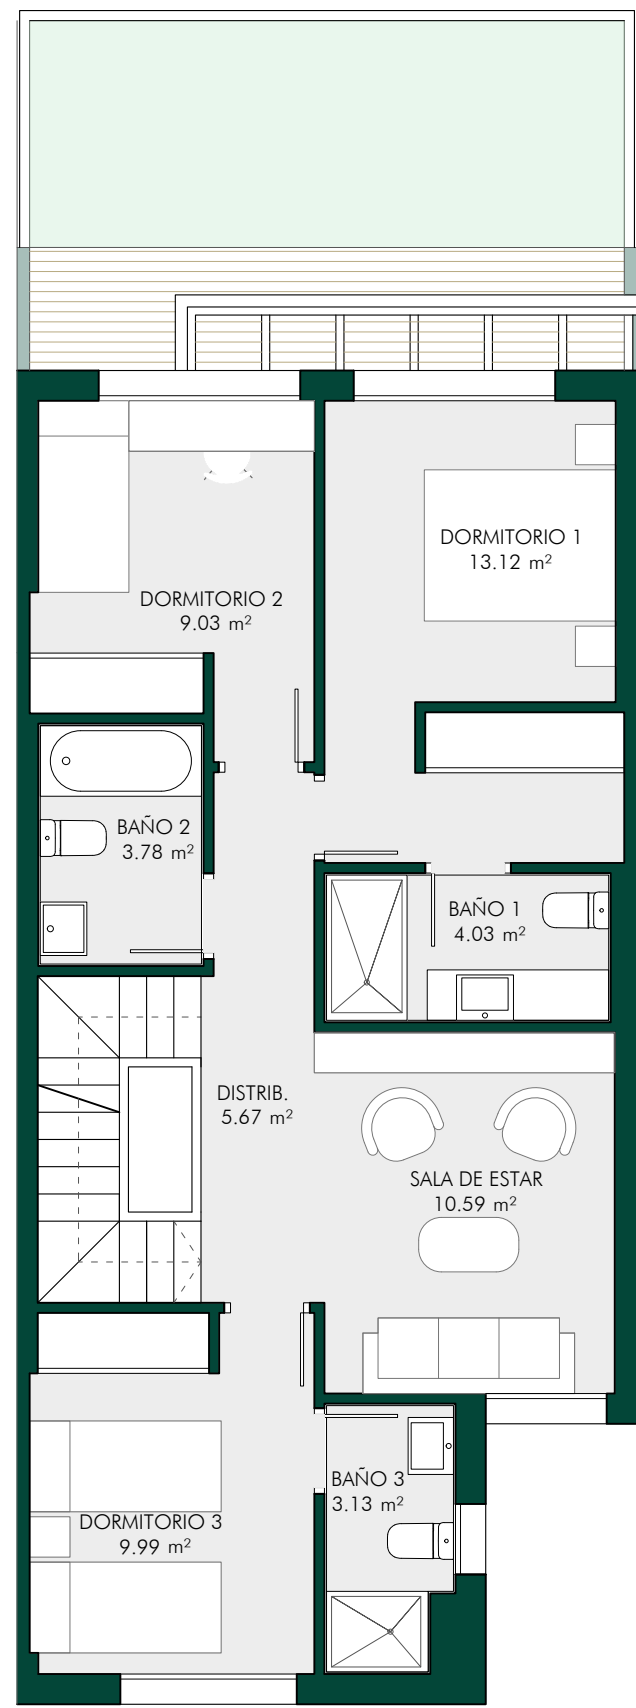 DORMITORIO 1
13.12 m²
DORMITORIO 2
9.03 m²
BAÑO 2
3.78 m²
BAÑO 1
4.03 m²
DISTRIB.
5.67 m²
SALA DE ESTAR
10.59 m²
BAÑO 3
3.13 m²
DORMITORIO 3
9.99 m²